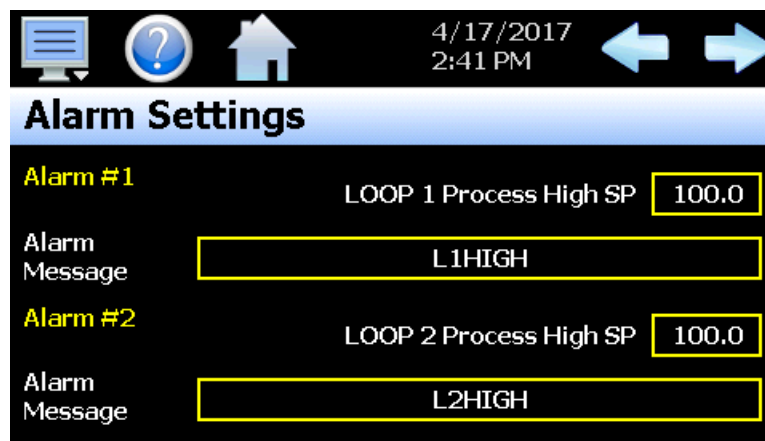 ?
4/17/2017
2:41 PM
Alarm Settings
Alarm #1
LOOP 1 Process High SP 100.0
Alarm
Message
L1HIGH
Alarm #2
LOOP 2 Process High SP 100.0
Alarm
Message
L2HIGH